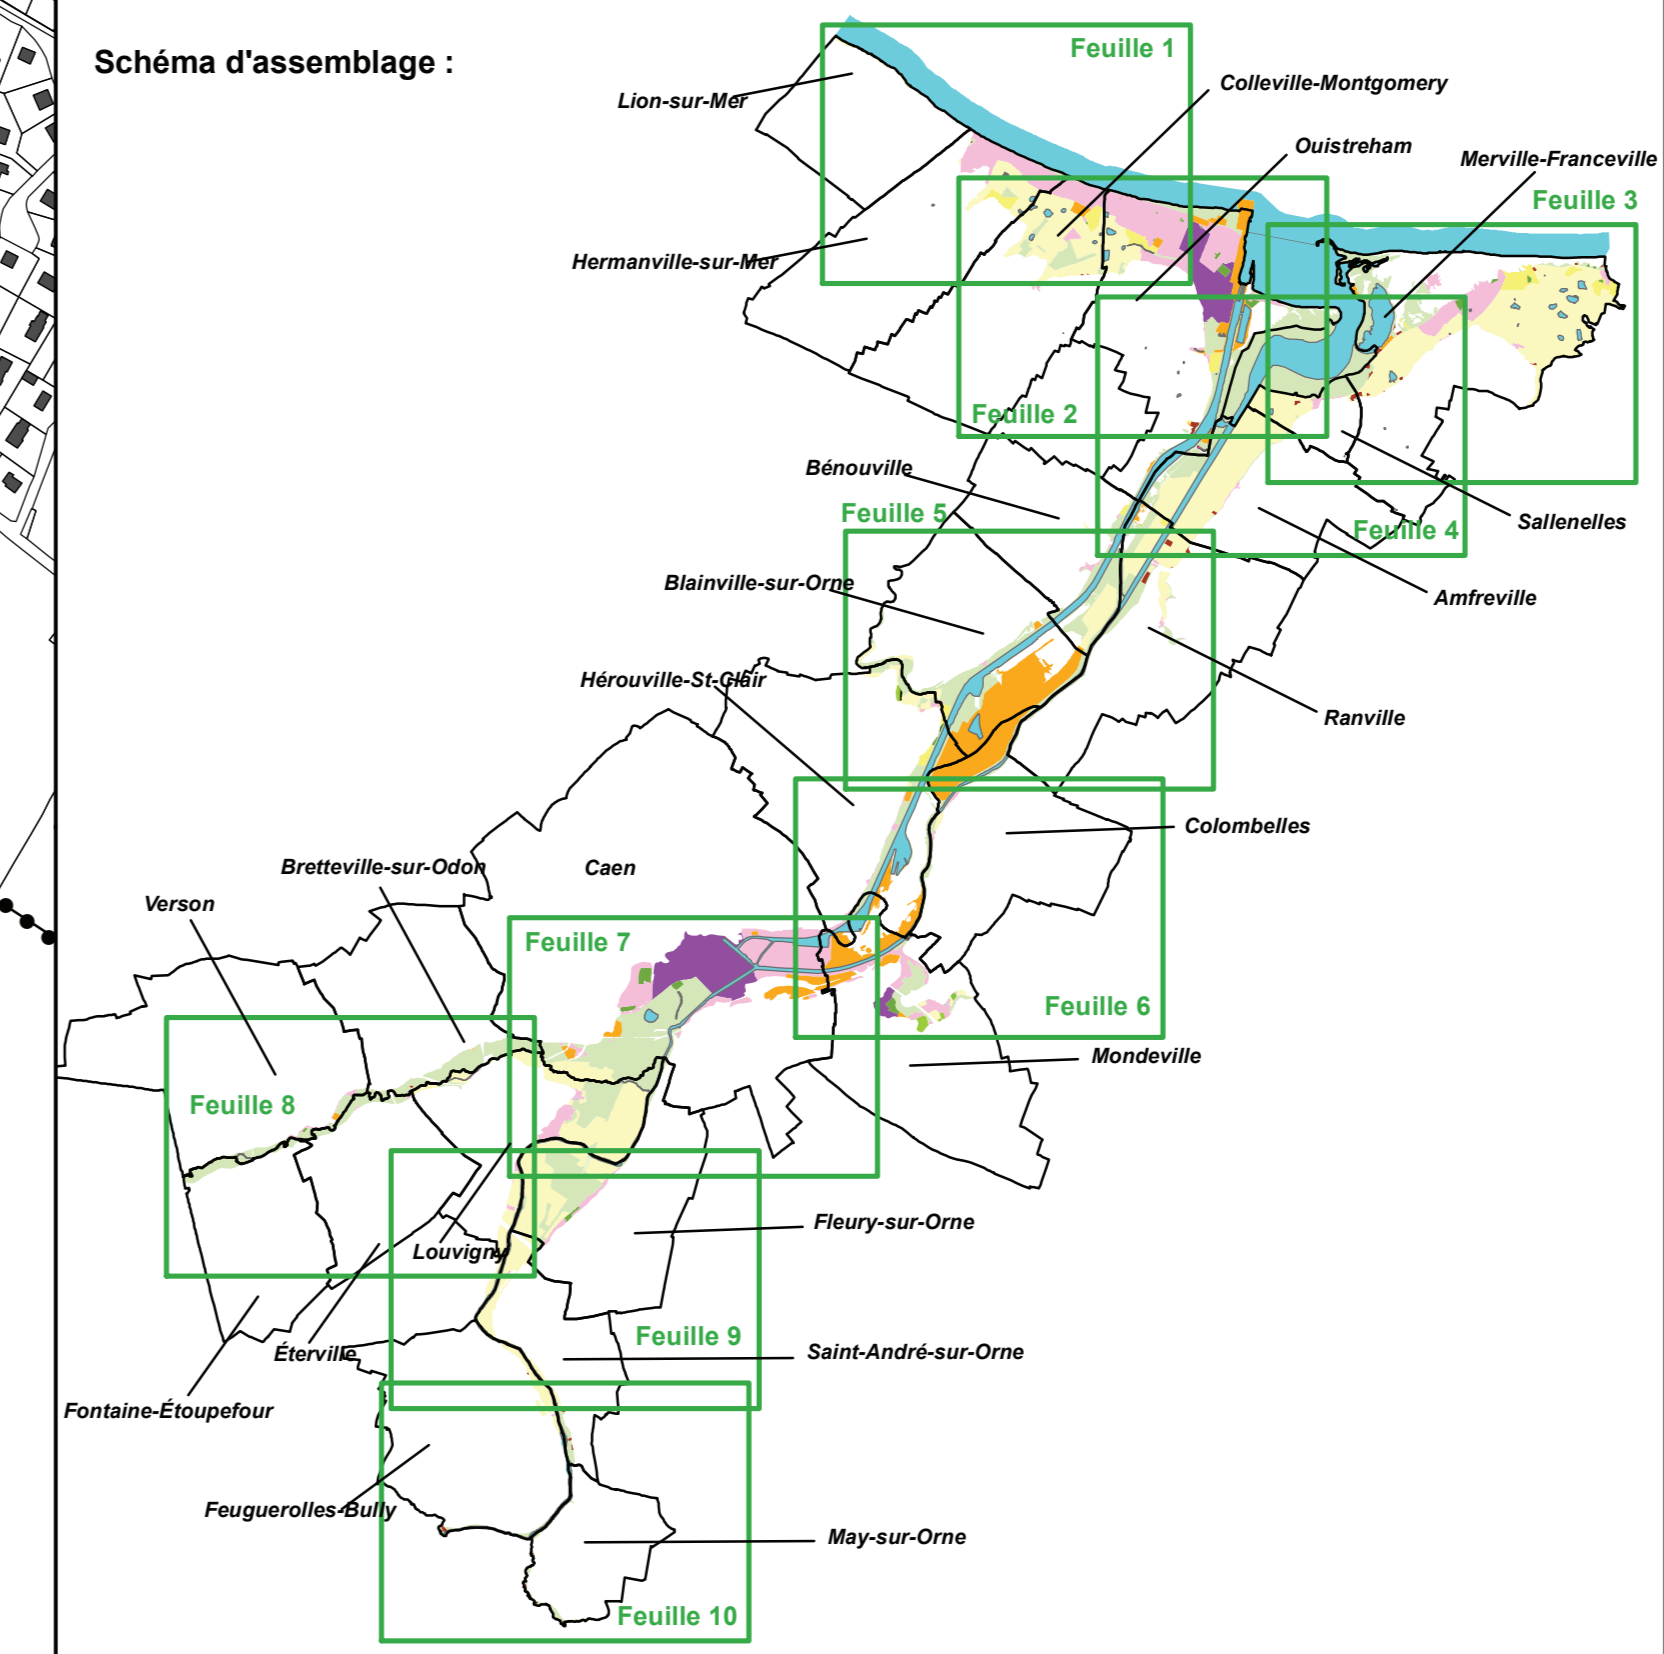 Schéma d'assemblage :
Feuille 1
Colleville-Montgomery
Lion-sur-Mer
Ouistreham
Merville-Franceville
Feuille 3
Hermanville-sur-Mer
Feuille 2
Bénouville
Feuille 5
Sallenelles
Feuille 4
Blainville-sur-Orne
Amfreville
Hérouville-St-Clair
Ranville
Colombelles
Bretteville-sur-Odon
Caen
Verson
Feuille 7
Feuille 6
Mondeville
Feuille 8
Fleury-sur-Orne
Louvigny
Feuille 9
Éterville
Saint-André-sur-Orne
Fontaine-Étoupefour
Feuguerolles-Bully
May-sur-Orne
Feuille 10